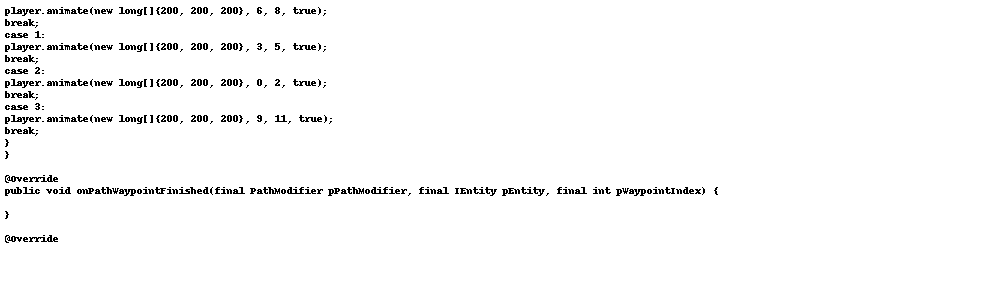 player.animate(new long[]{200, 200, 200}, 6, 8, true);
break;
case 1:
player.animate(new long[]{200, 200, 200}, 3, 5, true);
break;
case 2:
player.animate(new long[]{200, 200, 200}, 0, 2, true);
break;
case 3:
player.animate(new long[]{200, 200, 200}, 9, 11, true);
break;
}
}
@Override
public void onPathWaypointFinished(final PathModifier pPathModifier, final IEntity pEntity, final int pWaypointIndex) {
}
@Override